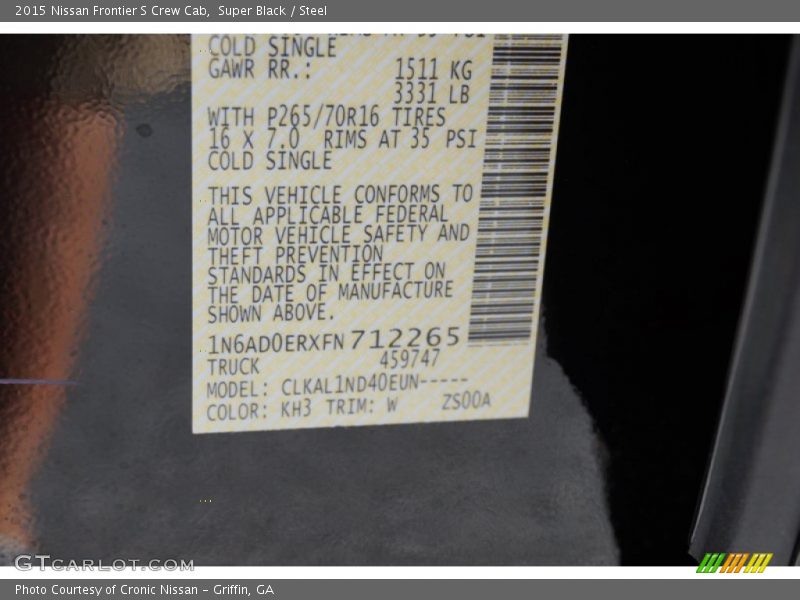 2015 Nissan Frontier S Crew Cab, Super Black / Steel
COLD SINGLE
GAWR RR.: 1511 KG
3331 LB
WITH P265/70R16 TIRES
16 X 7.0 RIMS AT 35 PSI
COLD SINGLE
THIS VEHICLE CONFORMS TO
ALL APPLICABLE FEDERAL
MOTOR VEHICLE SAFETY AND
THEFT PREVENTION
STANDARDS IN EFFECT ON
THE DATE OF MANUFACTURE
SHOWN ABOVE.
1N6AD0ERXFN712265
TRUCK 459747
MODEL: CLKAL1ND40EUN-----
COLOR: KH3 TRIM: W ZS00A
GTCARLOT.COM
Photo Courtesy of Cronic Nissan – Griffin, GA